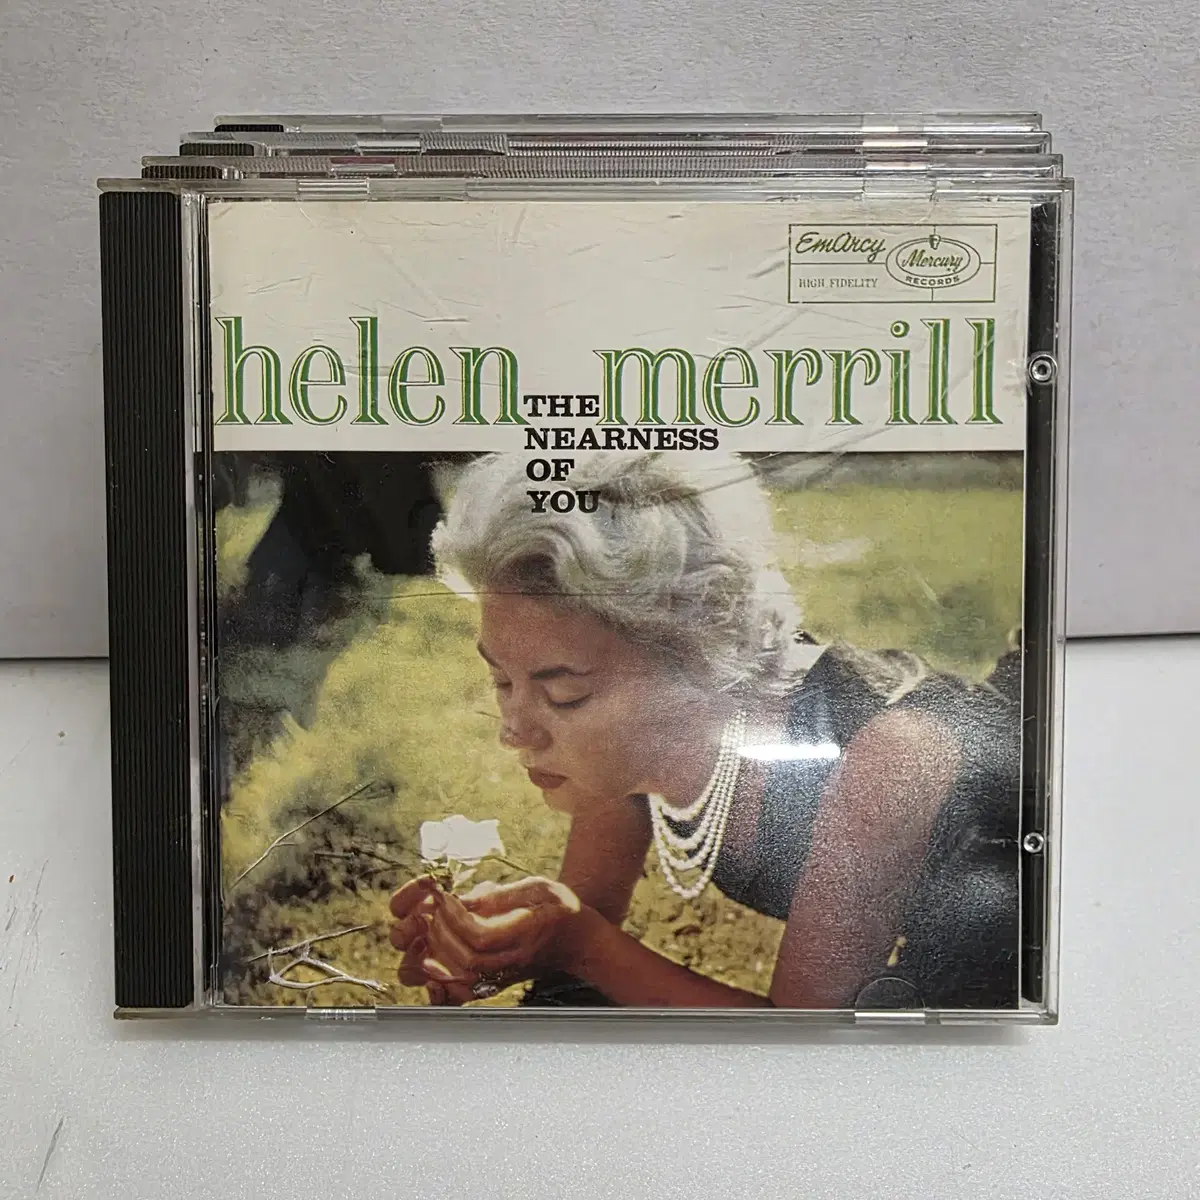 EmArcy
Mercury
HIGH FIDELITY
RECORDS
helen merrill
THE
NEARNESS
OF
YOU